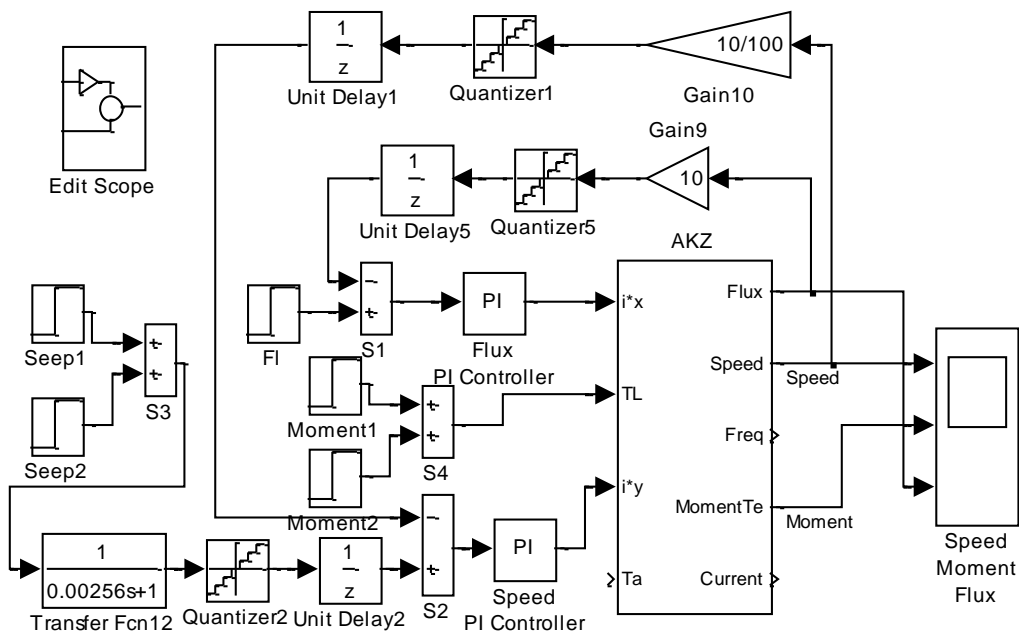 1
z
Unit Delay1
Quantizer1
10/100
Gain10
Edit Scope
1
z
Unit Delay5
Quantizer5
Gain9
10
AKZ
Seep1
Seep2
+
+
S3
Fl
−
+
S1
PI
Flux
PI Controller
Moment1
Moment2
+
+
S4
i*x
TL
i*y
Ta
Flux
Speed
Freq
MomentTe
Current
Speed
Moment
Speed
Moment
Flux
1
0.00256s+1
Transfer Fcn12
Quantizer2
1
z
Unit Delay2
−
+
S2
PI
Speed
PI Controller